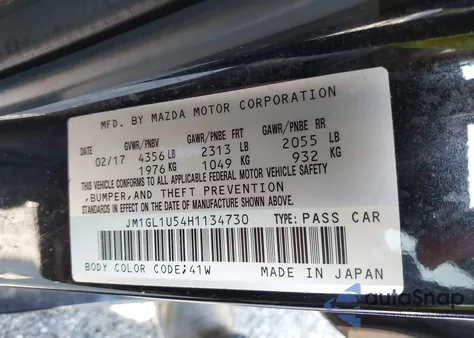 MFD. BY MAZDA MOTOR CORPORATION
DATE GVWR/PNBV GAWR/PNBE FRT GAWR/PNBE RR
02/17 4356 LB 2313 LB 2055 LB
1976 KG 1049 KG 932 KG
THIS VEHICLE CONFORMS TO ALL APPLICABLE FEDERAL MOTOR VEHICLE SAFETY
,BUMPER,AND THEFT PREVENTION
STANDARDS IN EFFECT ON THE DATE OF MANUFACTURE SHOWN ABOVE.
JM1GL1U54H1134730 TYPE: PASS CAR
BODY COLOR CODE;41W MADE IN JAPAN
autoSnap